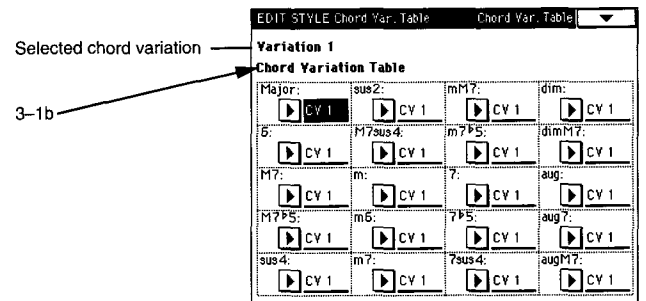 EDIT STYLE Chord Var. Table Chord Var. Table
Selected chord variation
Variation 1
Chord Variation Table
3–1b
Major: sus2: mM7: dim:
CV 1 CV 1 CV 1 CV 1
6: M7sus4: m7♭5: dimM7:
CV 1 CV 1 CV 1 CV 1
M7: m: 7: aug:
CV 1 CV 1 CV 1 CV 1
M7♭5: m6: 7♭5: aug7:
CV 1 CV 1 CV 1 CV 1
sus4: m7: 7sus4: augM7:
CV 1 CV 1 CV 1 CV 1